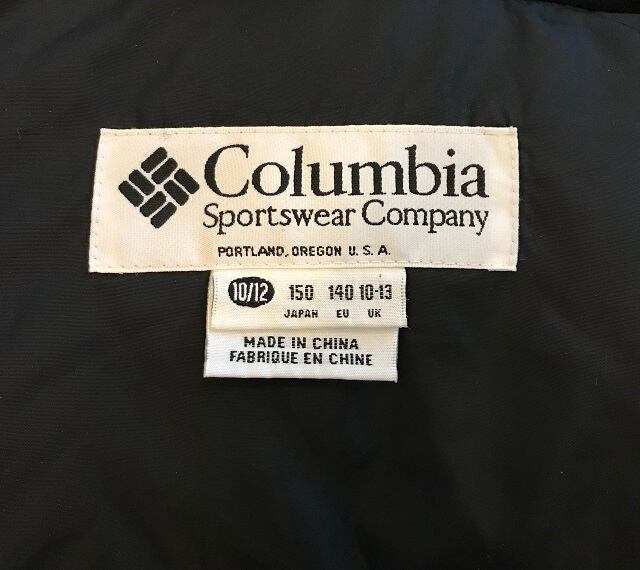 Columbia
Sportswear Company
PORTLAND, OREGON U. S. A.
10/12 150 140 10-13
JAPAN EU UK
MADE IN CHINA
FABRIQUE EN CHINE